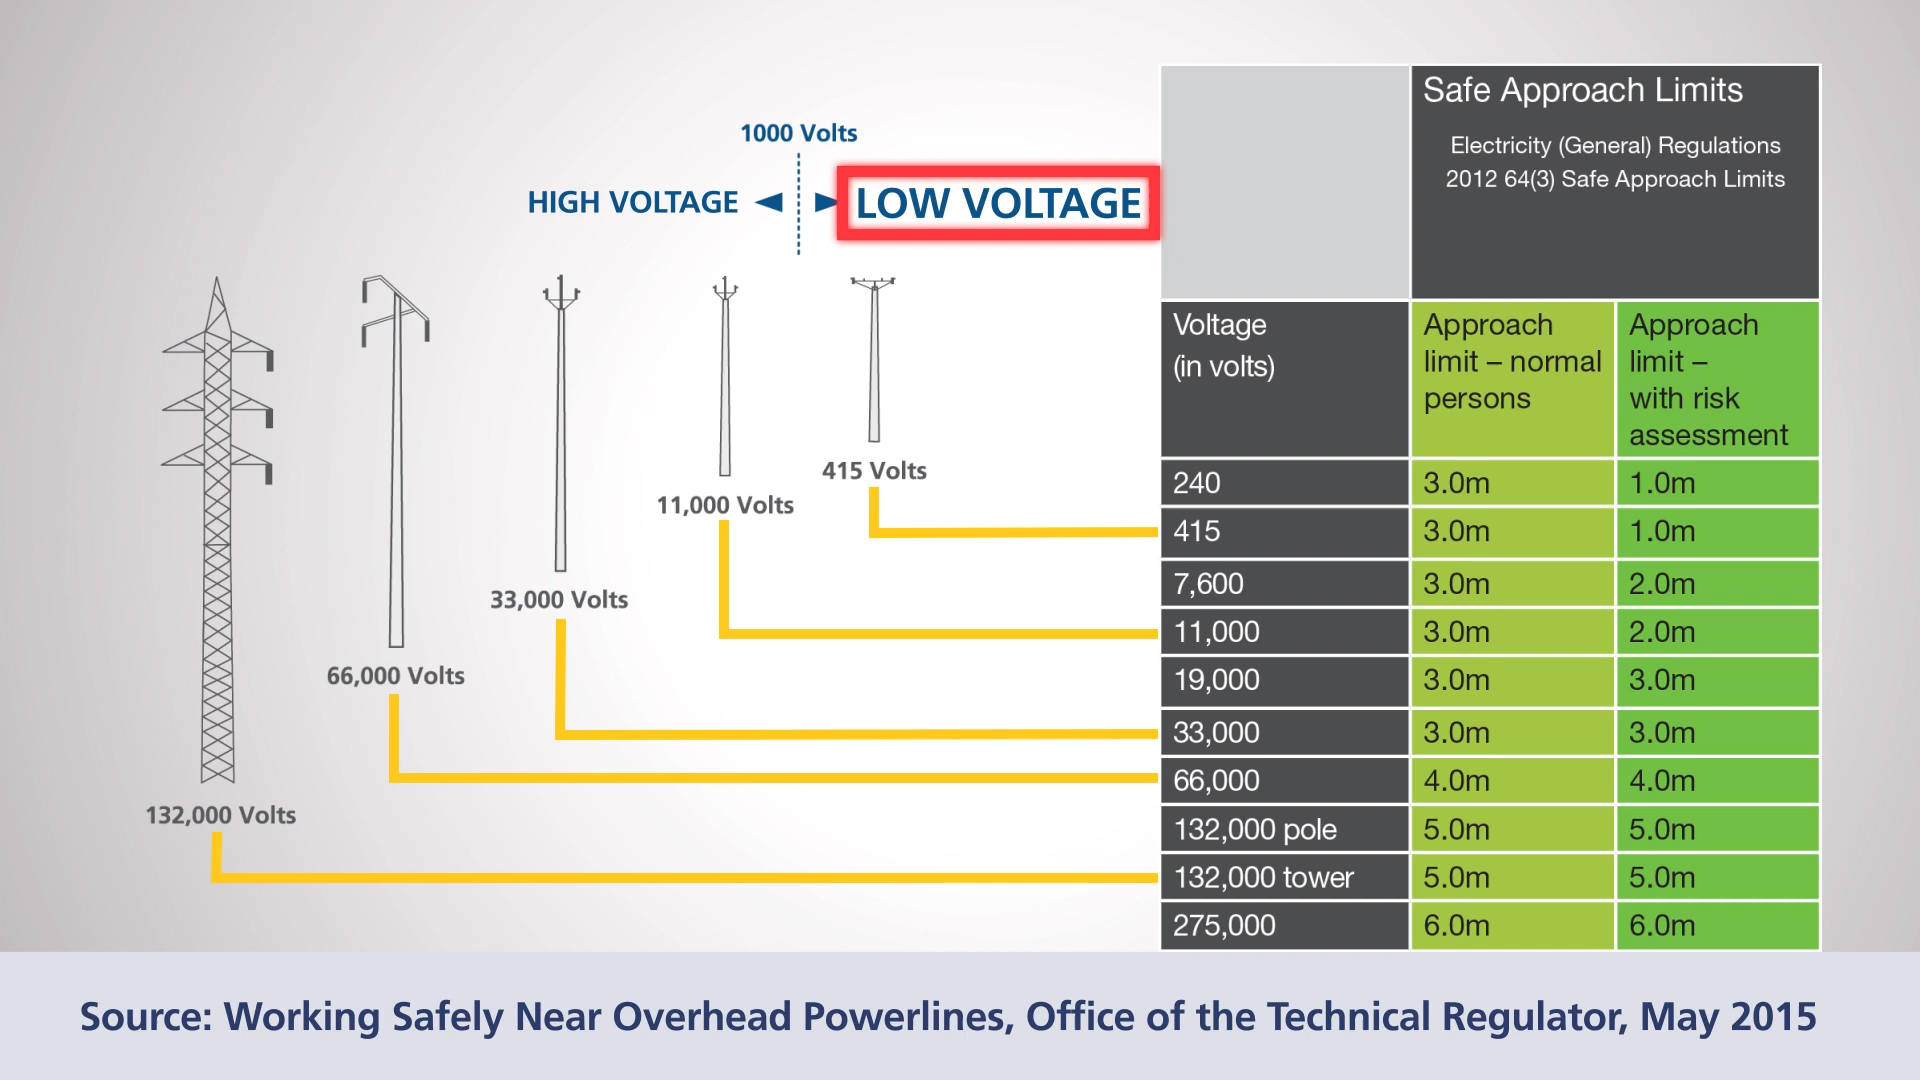 1000 Volts
HIGH VOLTAGE
LOW VOLTAGE
415 Volts
11,000 Volts
33,000 Volts
66,000 Volts
132,000 Volts
Safe Approach Limits
Electricity (General) Regulations
2012 64(3) Safe Approach Limits
Voltage
(in volts)
Approach
limit – normal
persons
Approach
limit –
with risk
assessment
240 3.0m 1.0m
415 3.0m 1.0m
7,600 3.0m 2.0m
11,000 3.0m 2.0m
19,000 3.0m 3.0m
33,000 3.0m 3.0m
66,000 4.0m 4.0m
132,000 pole 5.0m 5.0m
132,000 tower 5.0m 5.0m
275,000 6.0m 6.0m
Source: Working Safely Near Overhead Powerlines, Office of the Technical Regulator, May 2015